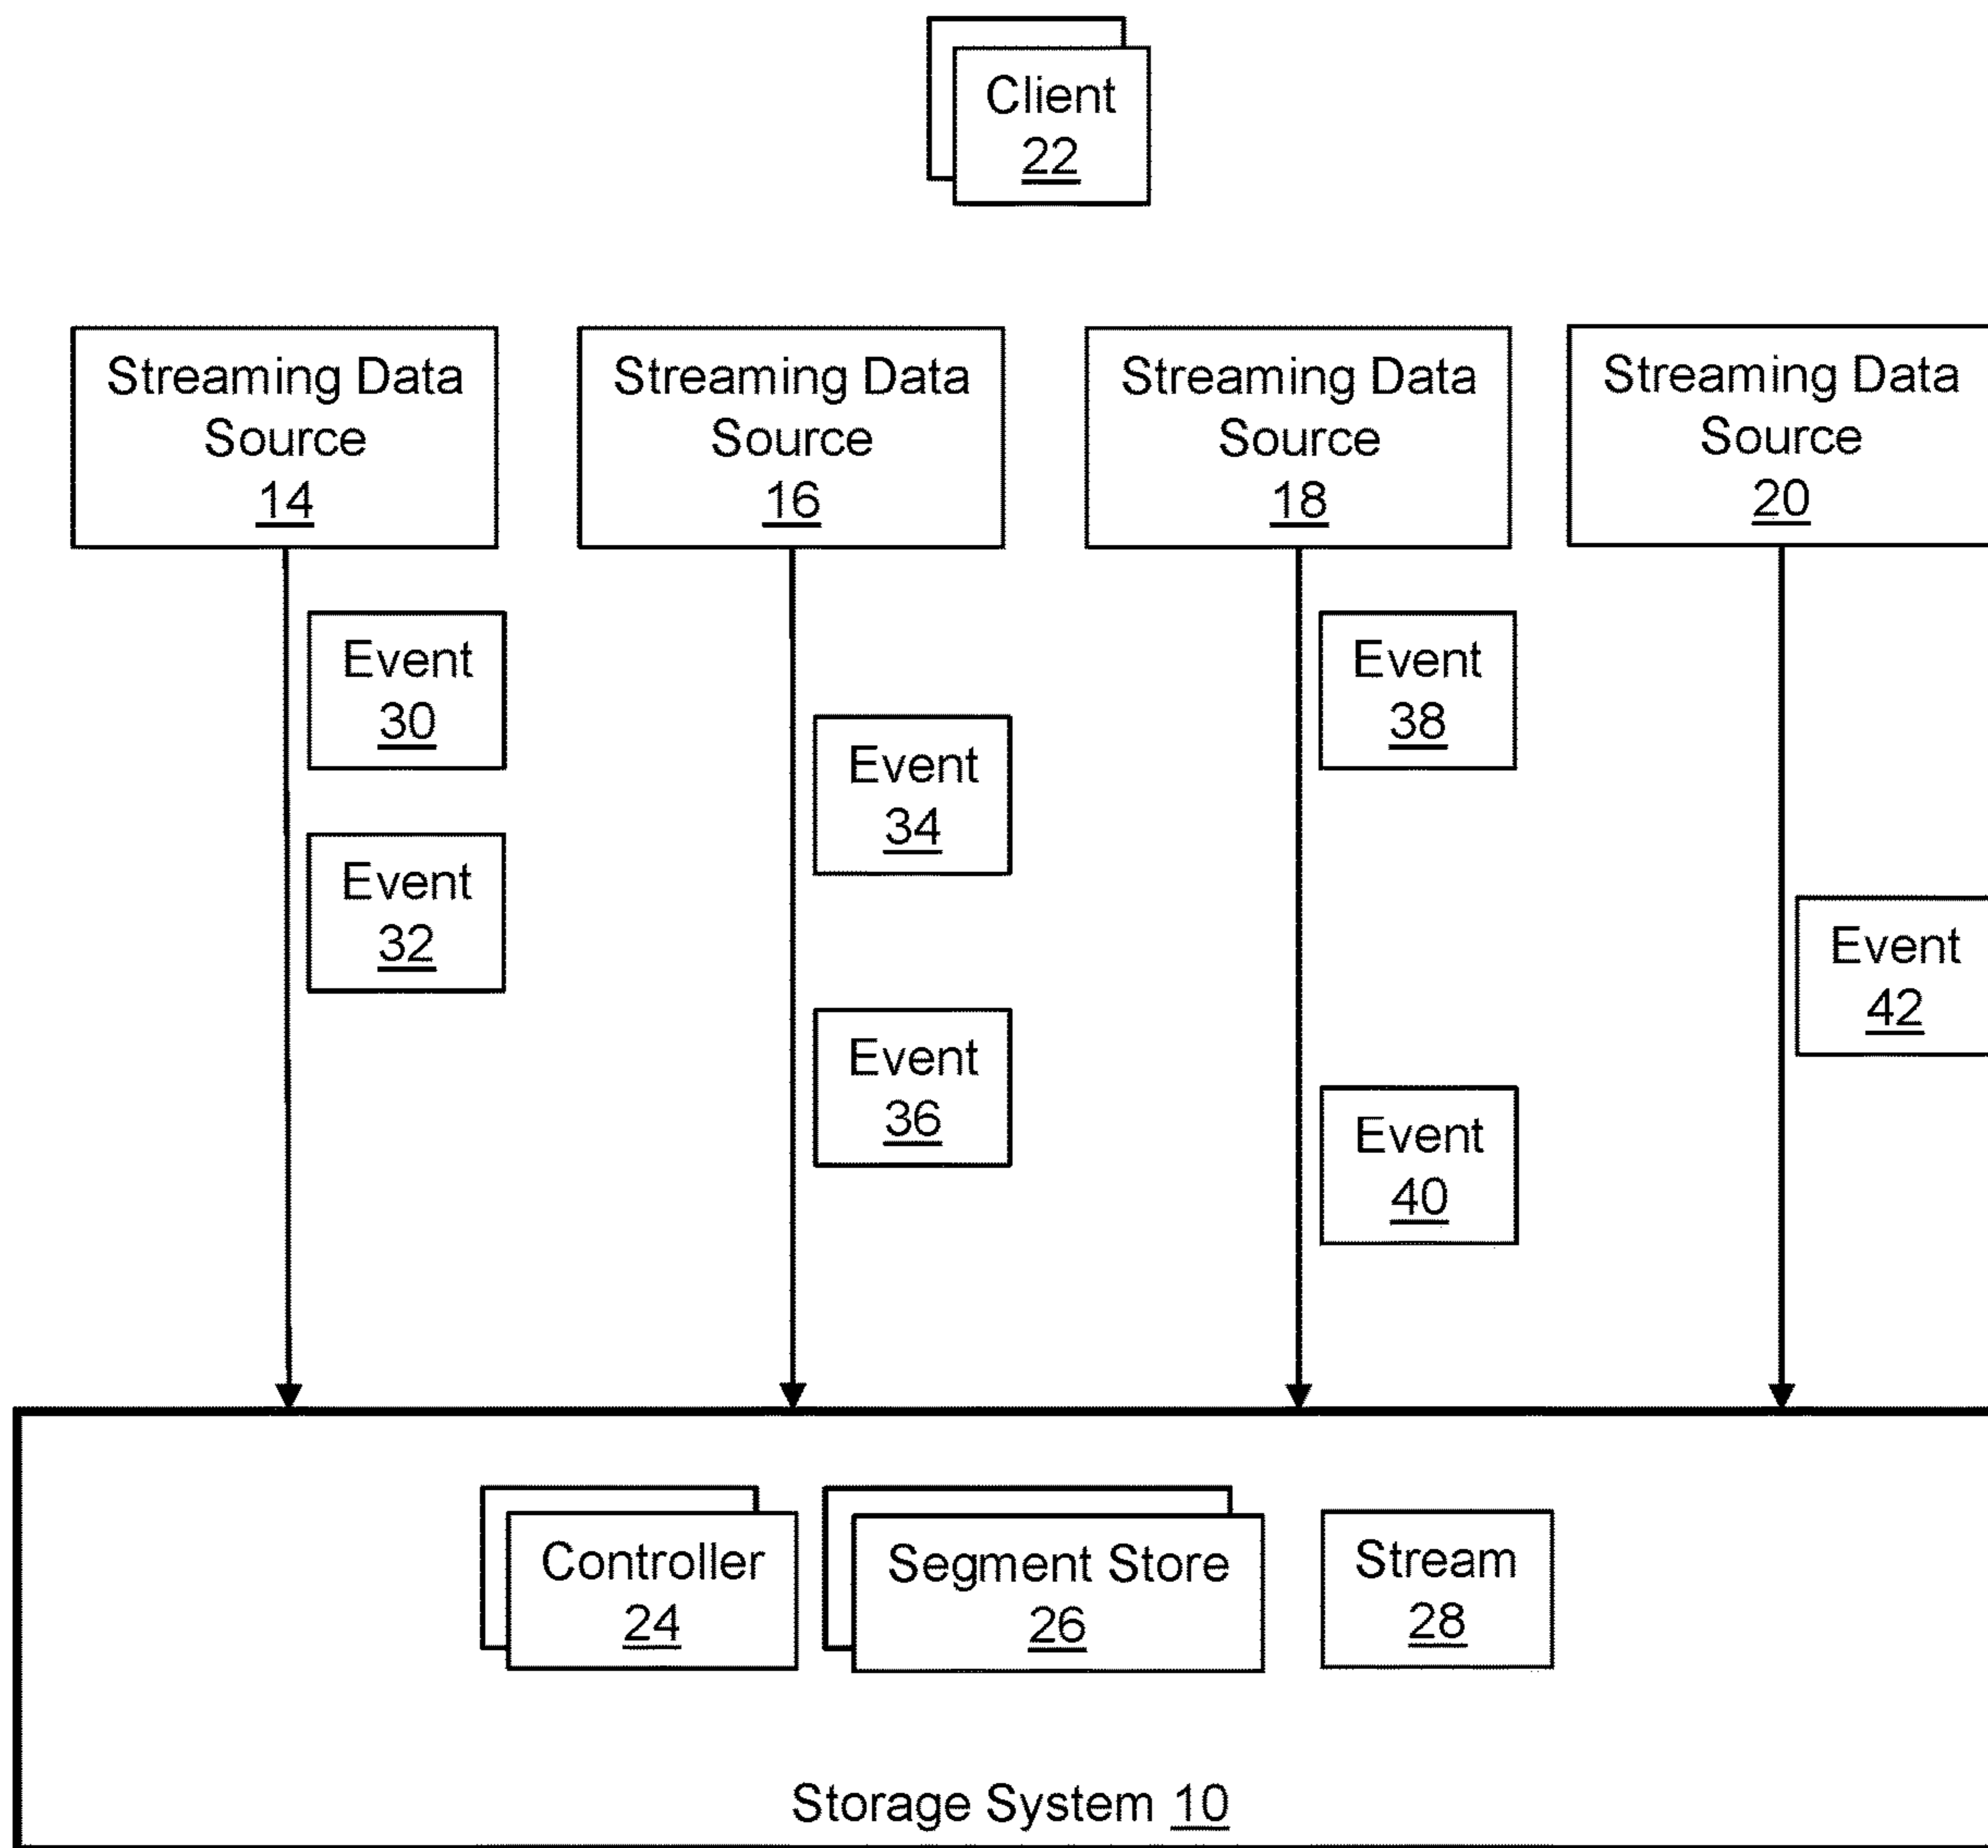 Client
22
Streaming Data
Source
14
Streaming Data
Source
16
Streaming Data
Source
18
Streaming Data
Source
20
Event
30
Event
32
Event
34
Event
36
Event
38
Event
40
Event
42
Controller
24
Segment Store
26
Stream
28
Storage System 10